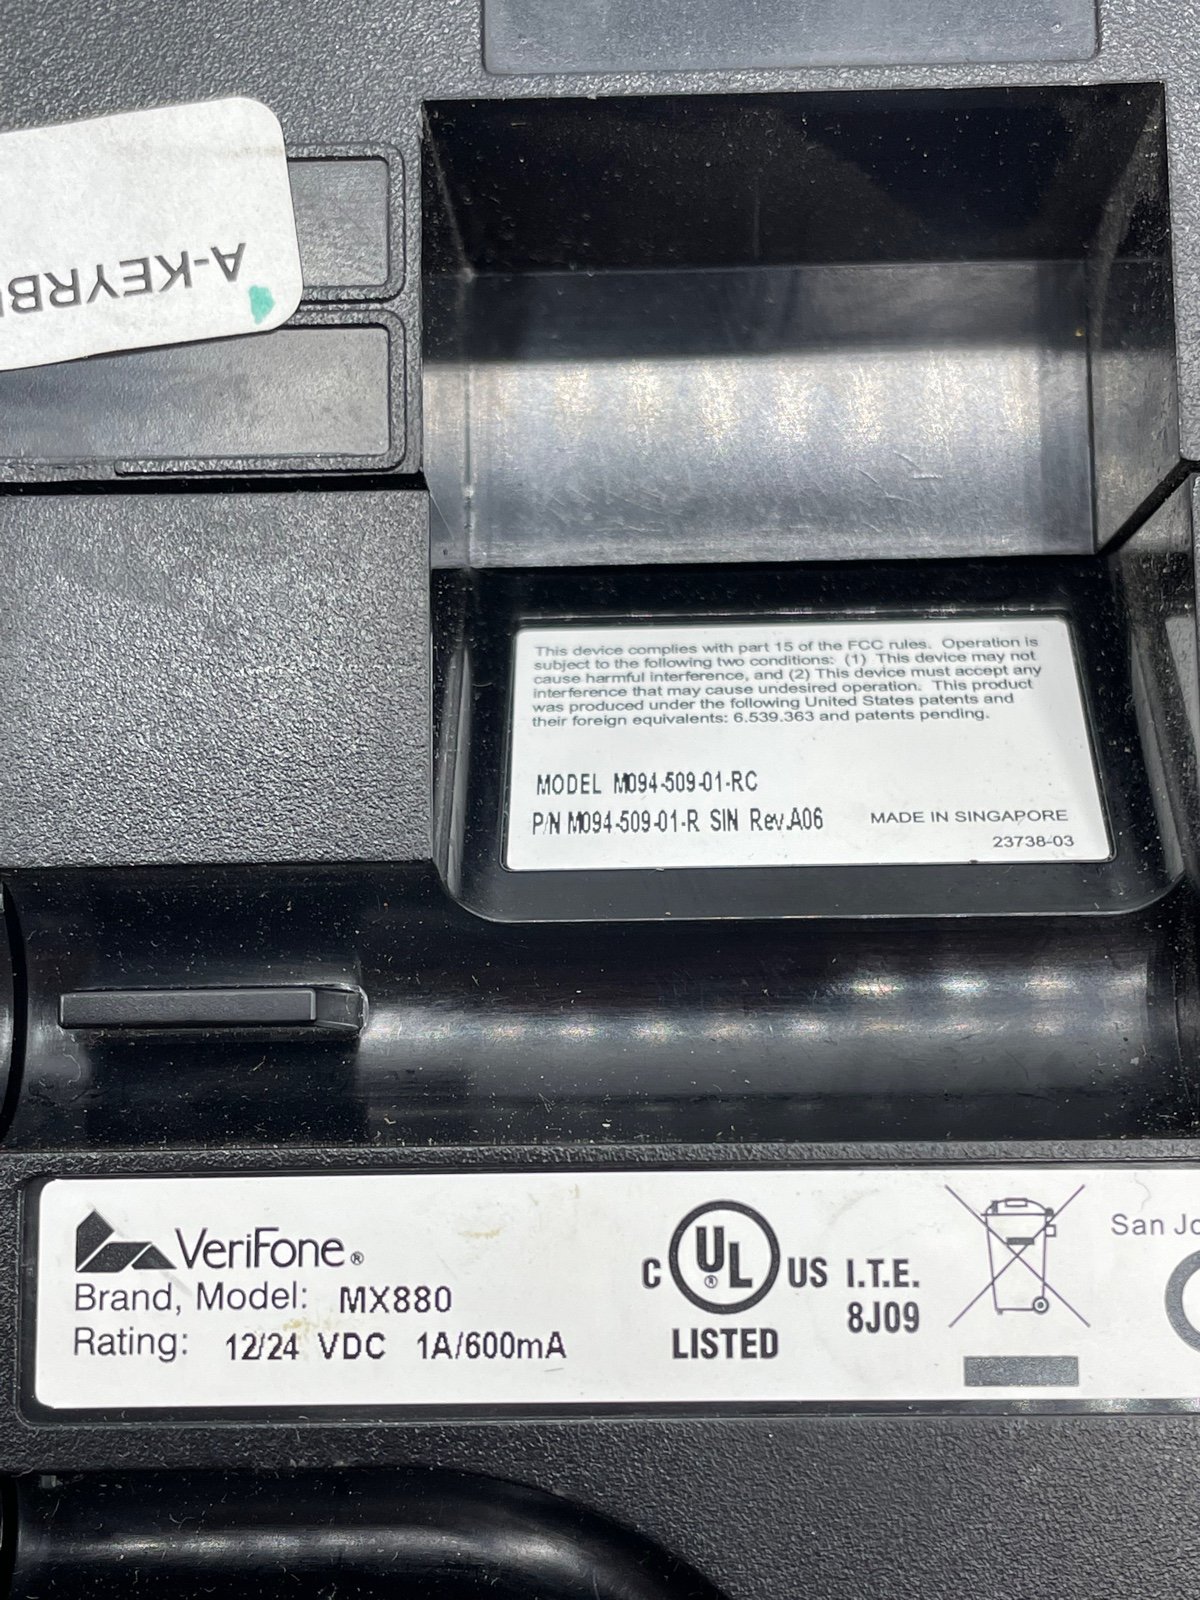 A-KEYRB
This device complies with part 15 of the FCC rules. Operation is
subject to the following two conditions: (1) This device may not
cause harmful interference, and (2) This device must accept any
interference that may cause undesired operation. This product
was produced under the following United States patents and
their foreign equivalents: 6.539.363 and patents pending.
MODEL M094-509-01-RC
P/N M094-509-01-R SIN Rev.A06
MADE IN SINGAPORE
23738-03
VeriFone®
Brand, Model: MX880
Rating: 12/24 VDC 1A/600mA
C UL® US
LISTED
I.T.E.
8J09
San Jo